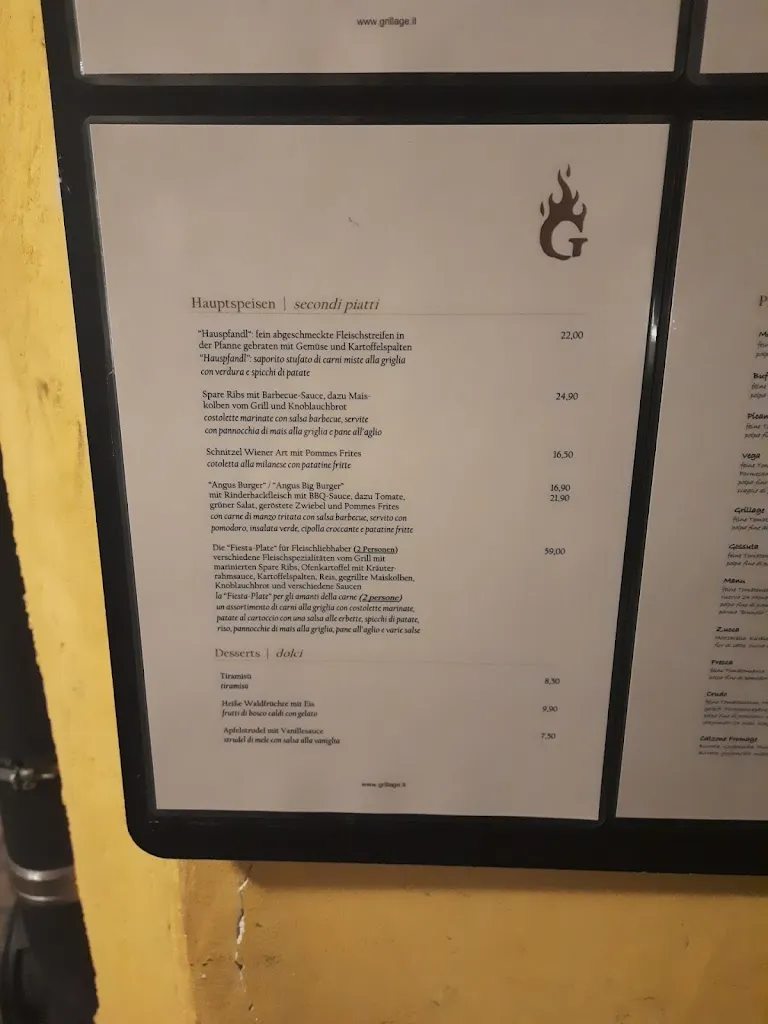 www.grillage.it
G
Hauptspeisen | secondi piatti
"Hauspfandl": fein abgeschmeckte Fleischstreifen in 22,00
der Pfanne gebraten mit Gemüse und Kartoffelspalten
"Hauspfandl": saporito stufato di carni miste alla griglia
con verdura e spicchi di patate
Spare Ribs mit Barbecue-Sauce, dazu Mais- 24,90
kolben vom Grill und Knoblauchbrot
costolette marinate con salsa barbecue, servite
con pannocchia di mais alla griglia e pane all'aglio
Schnitzel Wiener Art mit Pommes Frites 16,50
cotoletta alla milanese con patatine fritte
"Angus Burger" / "Angus Big Burger" 16,90
mit Rinderhackfleisch mit BBQ-Sauce, dazu Tomate, 21,90
grüner Salat, geröstete Zwiebel und Pommes Frites
con carne di manzo tritata con salsa barbecue, servito con
pomodoro, insalata verde, cipolla croccante e patatine fritte
Die "Fiesta-Plate" für Fleischliebhaber (2 Personen) 59,00
verschiedene Fleischspezialitäten vom Grill mit
marinierten Spare Ribs, Ofenkartoffel mit Kräuter-
rahmsauce, Kartoffelspalten, Reis, gegrillte Maiskolben,
Knoblauchbrot und verschiedene Saucen
la "Fiesta-Plate" per gli amanti della carne (2 persone)
un assortimento di carni alla griglia con costolette marinate,
patate al cartoccio con una salsa alle erbette, spicchi di patate,
riso, pannocchie di mais alla griglia, pane all'aglio e varie salse
Desserts | dolci
Tiramisù 8,50
tiramisù
Heiße Waldfrüchte mit Eis 9,90
frutti di bosco caldi con gelato
Apfelstrudel mit Vanillesauce 7,50
strudel di mele con salsa alla vaniglia
www.grillage.it
P
feine
Vega
Grillage
Manu
Zucca
Fresca
Crudo
Calzone Fromage